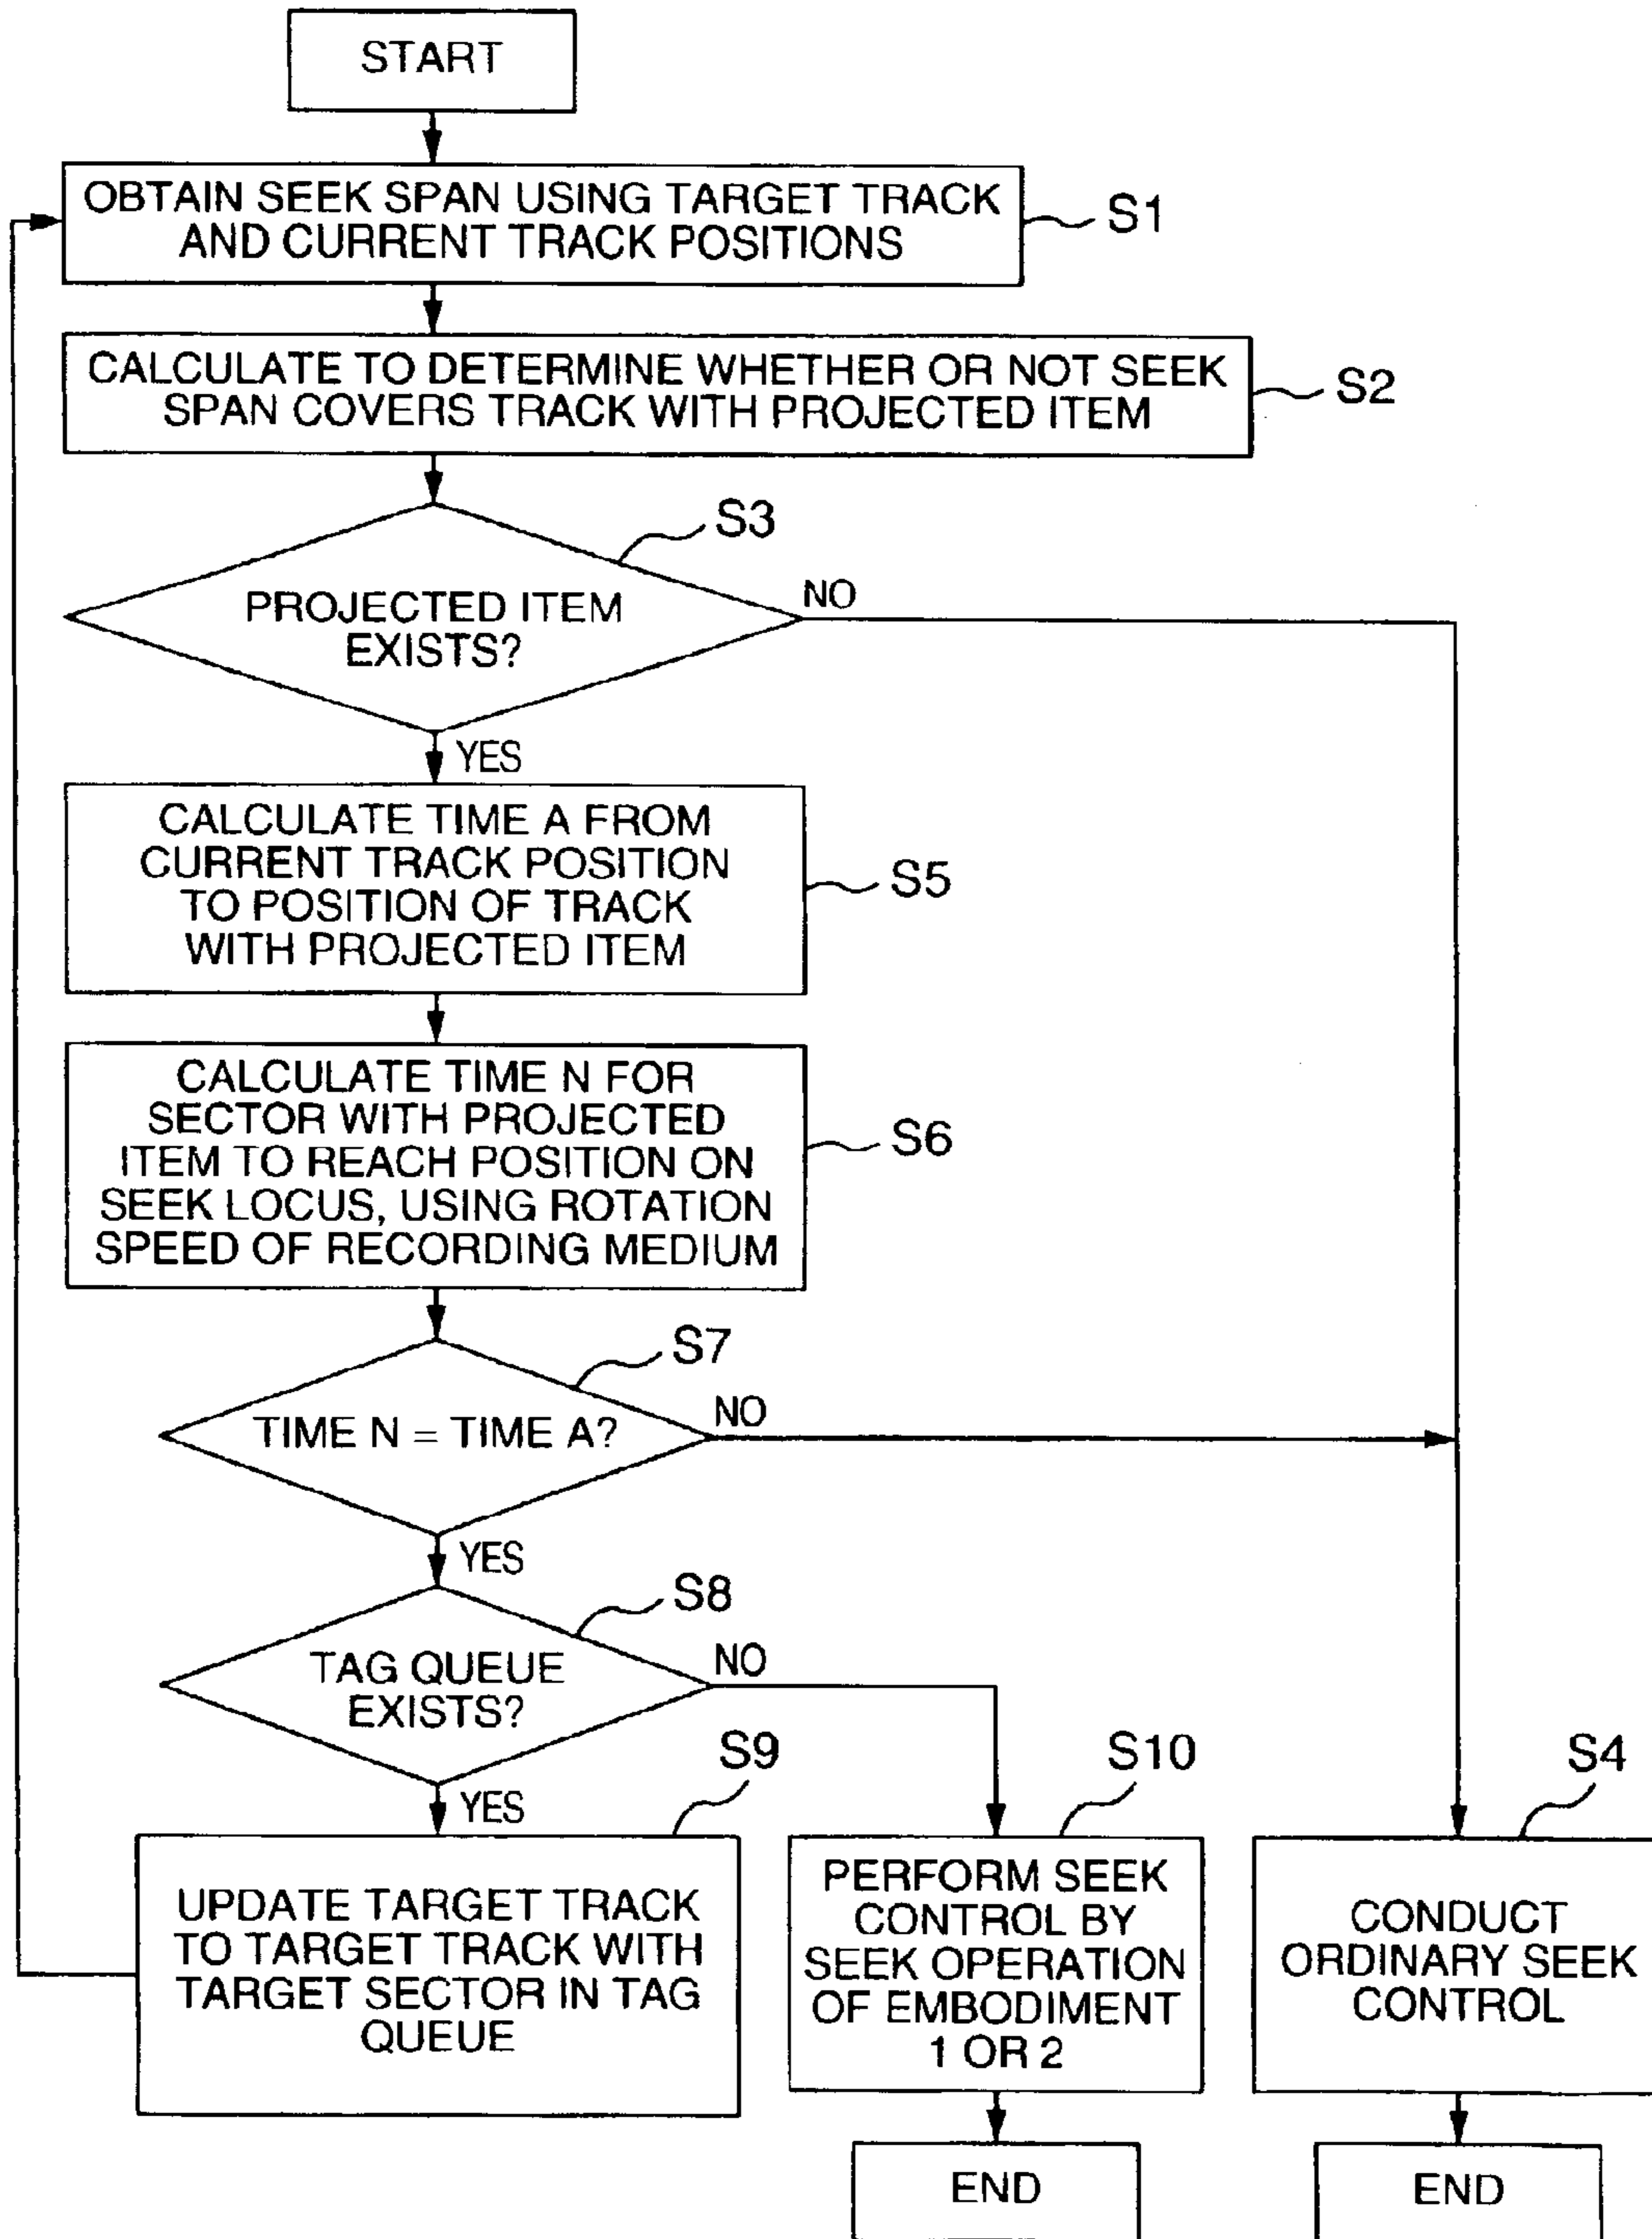 START
OBTAIN SEEK SPAN USING TARGET TRACK
AND CURRENT TRACK POSITIONS
S1
CALCULATE TO DETERMINE WHETHER OR NOT SEEK
SPAN COVERS TRACK WITH PROJECTED ITEM
S2
S3
PROJECTED ITEM
EXISTS?
NO
YES
CALCULATE TIME A FROM
CURRENT TRACK POSITION
TO POSITION OF TRACK
WITH PROJECTED ITEM
S5
CALCULATE TIME N FOR
SECTOR WITH PROJECTED
ITEM TO REACH POSITION ON
SEEK LOCUS, USING ROTATION
SPEED OF RECORDING MEDIUM
S6
S7
TIME N = TIME A?
NO
YES
S8
TAG QUEUE
EXISTS?
NO
YES
S9
UPDATE TARGET TRACK
TO TARGET TRACK WITH
TARGET SECTOR IN TAG
QUEUE
S10
PERFORM SEEK
CONTROL BY
SEEK OPERATION
OF EMBODIMENT
1 OR 2
S4
CONDUCT
ORDINARY SEEK
CONTROL
END
END